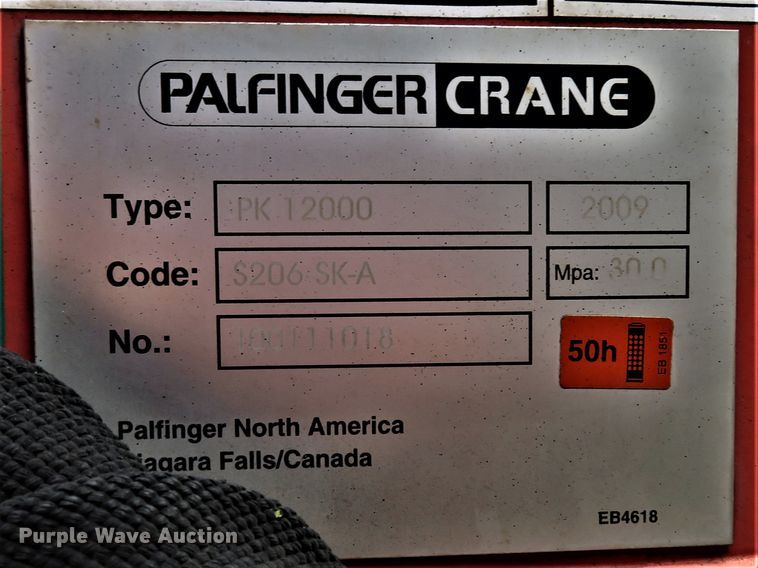 PALFINGER CRANE
Type: PK 12000 2009
Code: S206 SK-A Mpa: 30.0
No.:
50h EB 1851
Palfinger North America
Niagara Falls/Canada
EB4618
Purple Wave Auction